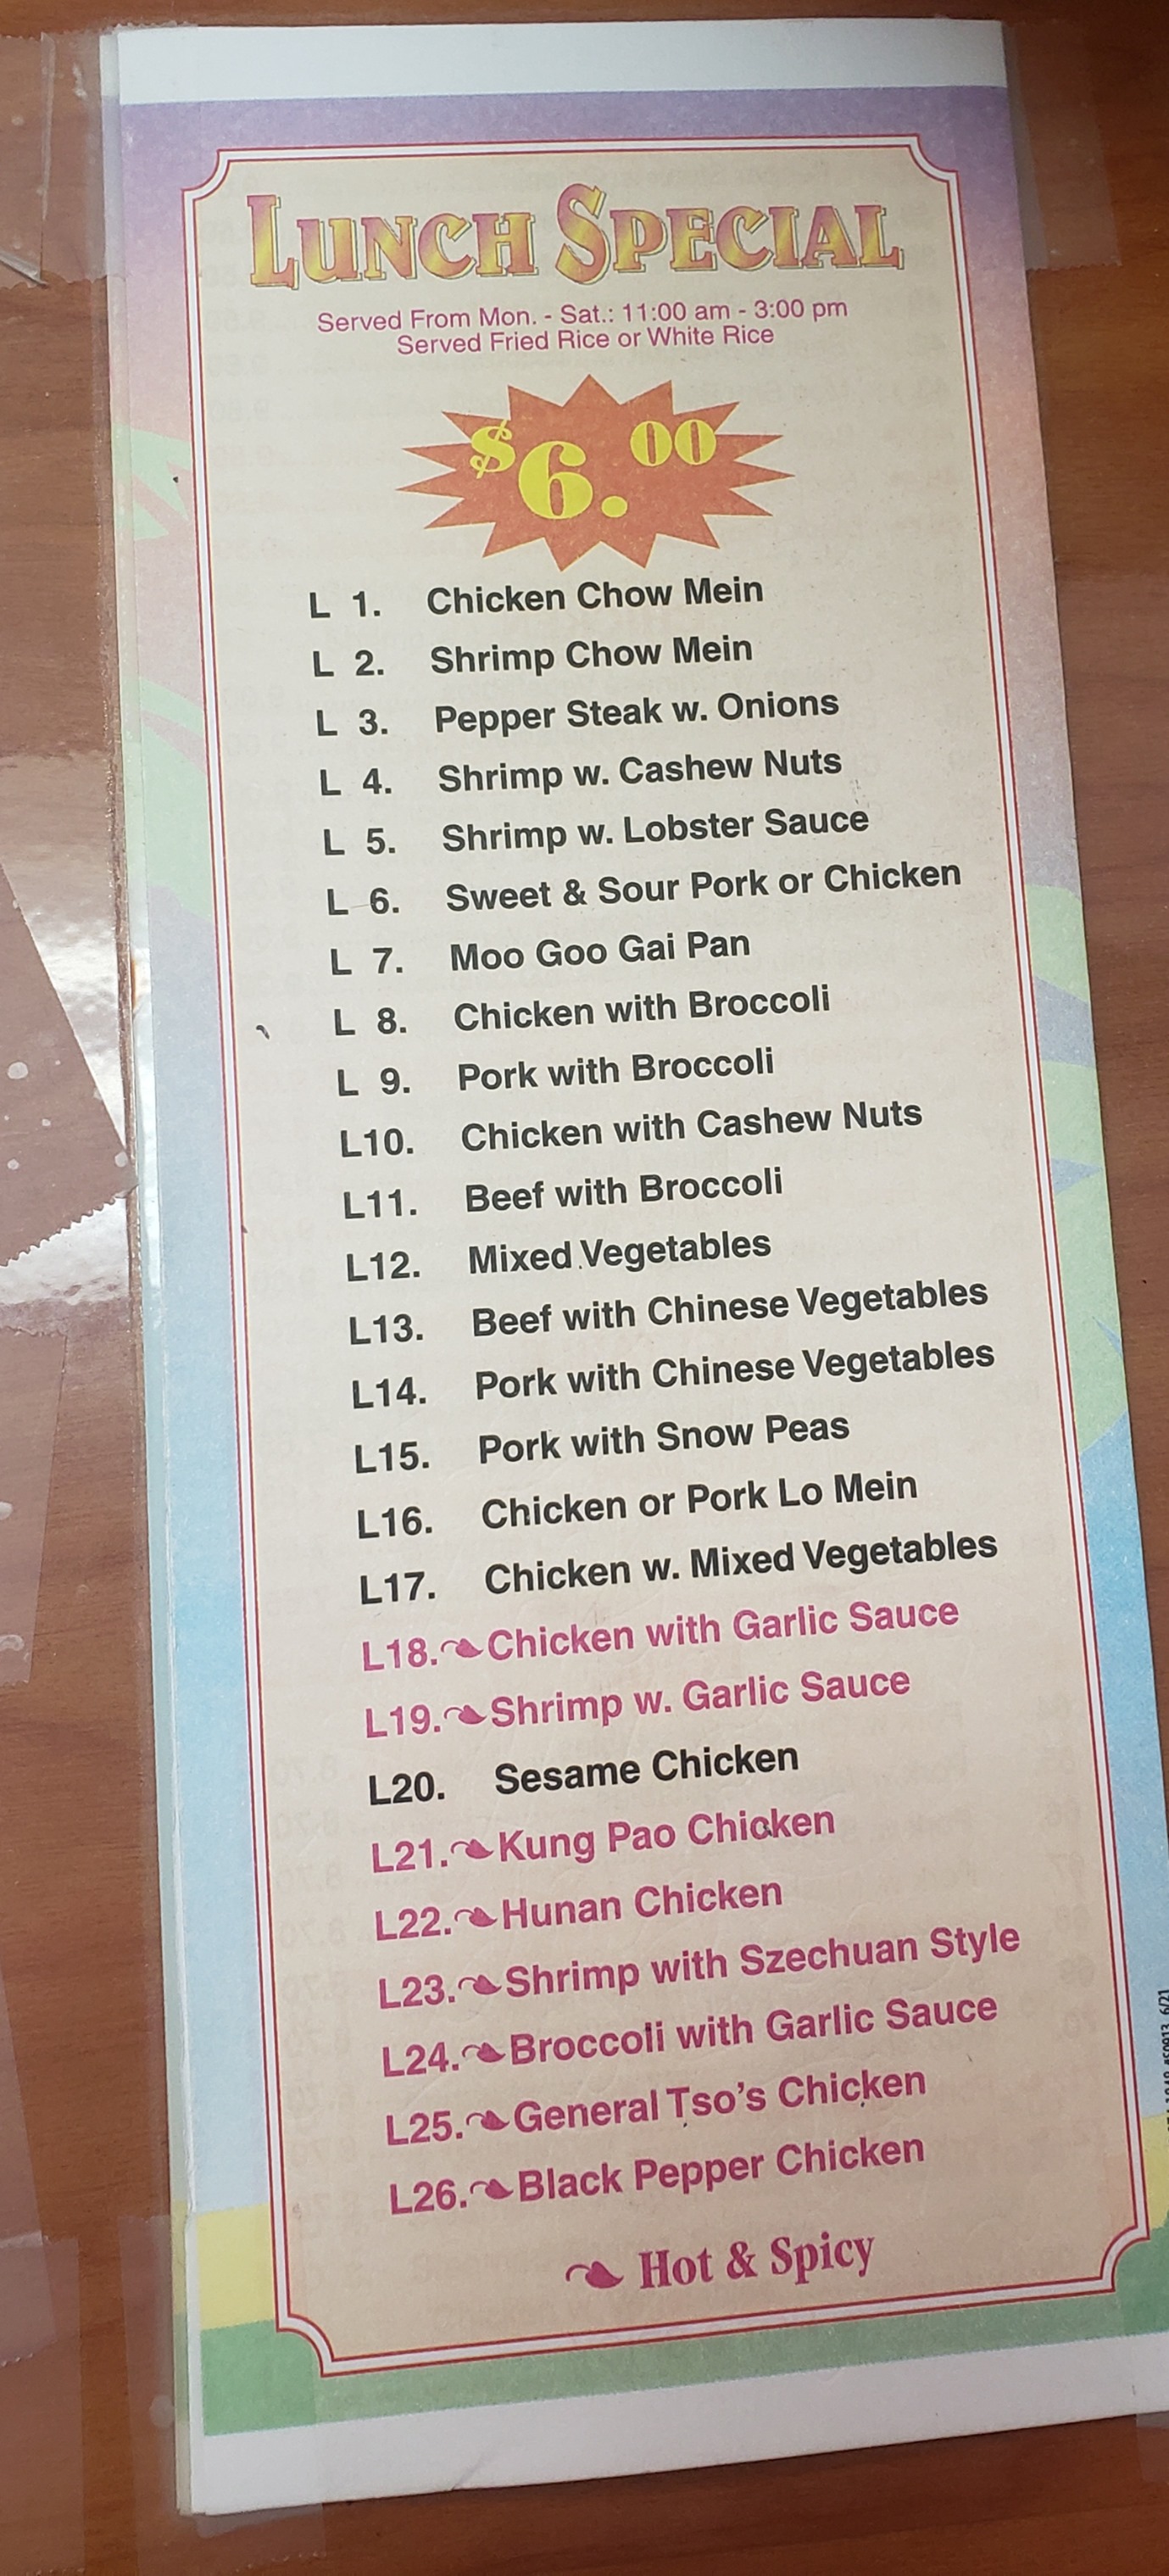 LUNCH SPECIAL
Served From Mon. - Sat.: 11:00 am - 3:00 pm
Served Fried Rice or White Rice
$6.00
L 1. Chicken Chow Mein
L 2. Shrimp Chow Mein
L 3. Pepper Steak w. Onions
L 4. Shrimp w. Cashew Nuts
L 5. Shrimp w. Lobster Sauce
L 6. Sweet & Sour Pork or Chicken
L 7. Moo Goo Gai Pan
L 8. Chicken with Broccoli
L 9. Pork with Broccoli
L10. Chicken with Cashew Nuts
L11. Beef with Broccoli
L12. Mixed Vegetables
L13. Beef with Chinese Vegetables
L14. Pork with Chinese Vegetables
L15. Pork with Snow Peas
L16. Chicken or Pork Lo Mein
L17. Chicken w. Mixed Vegetables
L18. Chicken with Garlic Sauce
L19. Shrimp w. Garlic Sauce
L20. Sesame Chicken
L21. Kung Pao Chicken
L22. Hunan Chicken
L23. Shrimp with Szechuan Style
L24. Broccoli with Garlic Sauce
L25. General Tso's Chicken
L26. Black Pepper Chicken
Hot & Spicy
6/21